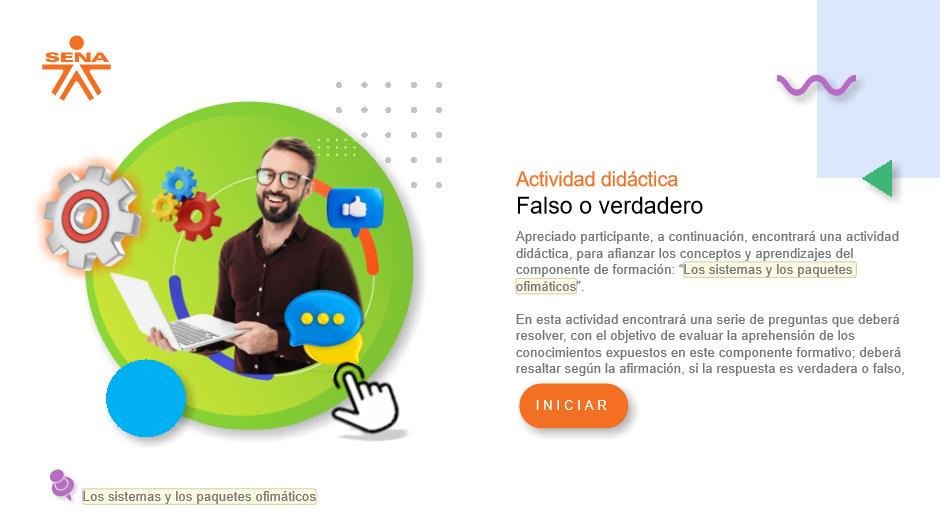 SENA
Actividad didáctica
Falso o verdadero
Apreciado participante, a continuación, encontrará una actividad
didáctica, para afianzar los conceptos y aprendizajes del
componente de formación: “Los sistemas y los paquetes
ofimáticos”.
En esta actividad encontrará una serie de preguntas que deberá
resolver, con el objetivo de evaluar la aprehensión de los
conocimientos expuestos en este componente formativo; deberá
resaltar según la afirmación, si la respuesta es verdadera o falso,
INICIAR
Los sistemas y los paquetes ofimáticos